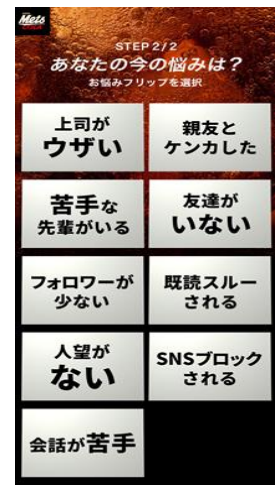 Mets
STEP2/2
あなたの今の悩みは？
お悩みフリップを選択
上司が
ウザい
親友と
ケンカした
苦手な
先輩がいる
友達が
いない
フォロワーが
少ない
既読スルー
される
人望が
ない
SNSブロック
される
会話が苦手